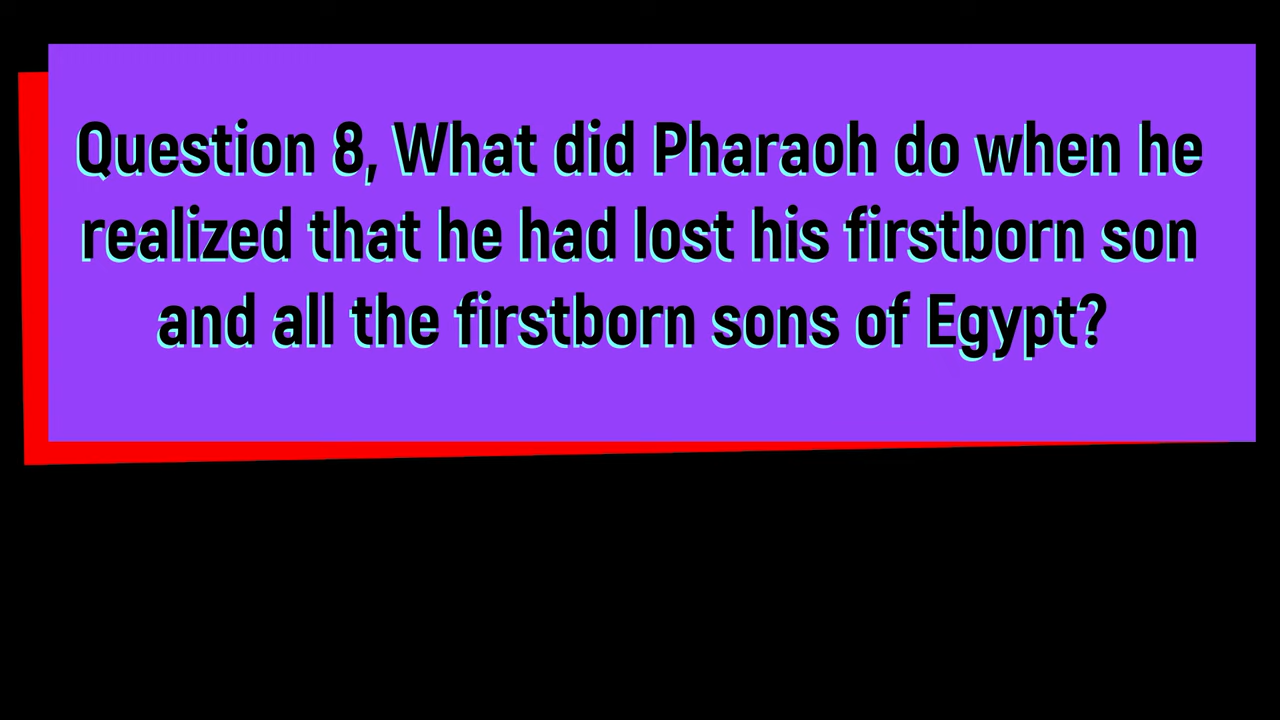 Question 8, What did Pharaoh do when he
realized that he had lost his firstborn son
and all the firstborn sons of Egypt?